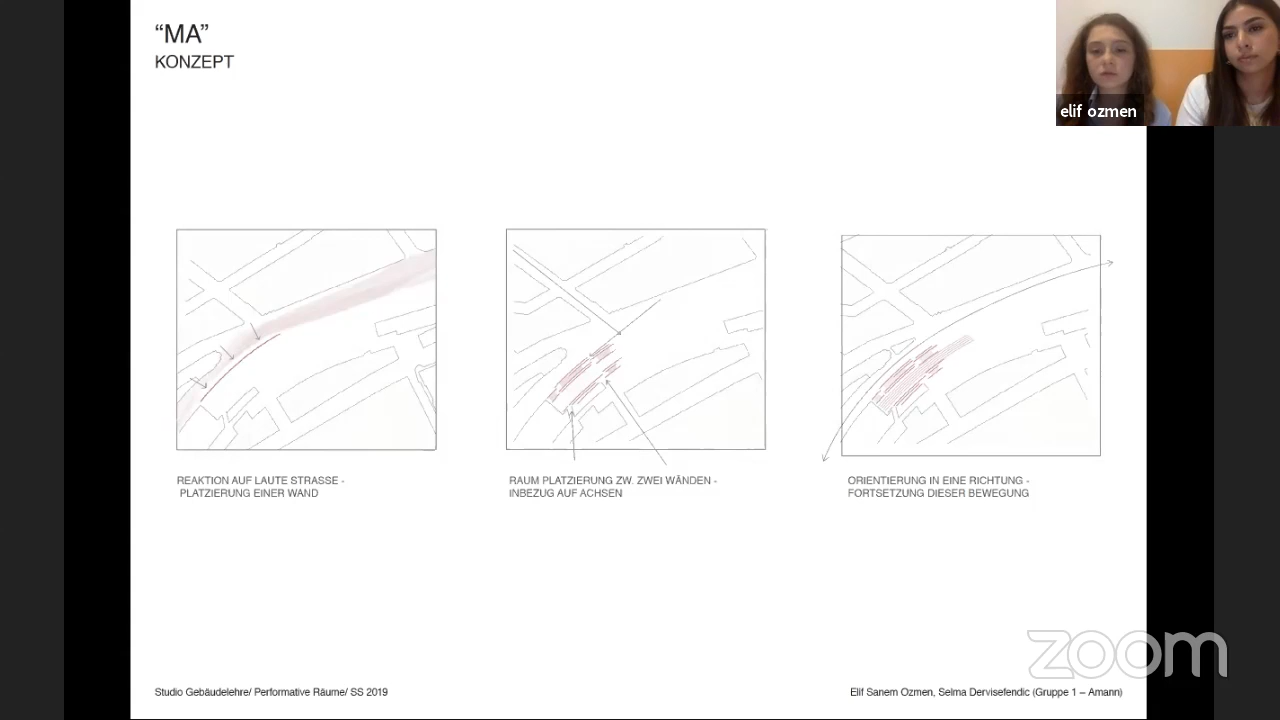 “MA”
KONZEPT
elif ozmen
REAKTION AUF LAUTE STRASSE -
PLATZIERUNG EINER WAND
RAUM PLATZIERUNG ZW. ZWEI WÄNDEN -
INBEZUG AUF ACHSEN
ORIENTIERUNG IN EINE RICHTUNG -
FORTSETZUNG DIESER BEWEGUNG
zoom
Studio Gebäudelehre/ Performative Räume/ SS 2019
Elif Sanem Ozmen, Selma Dervisefendic (Gruppe 1 – Amann)